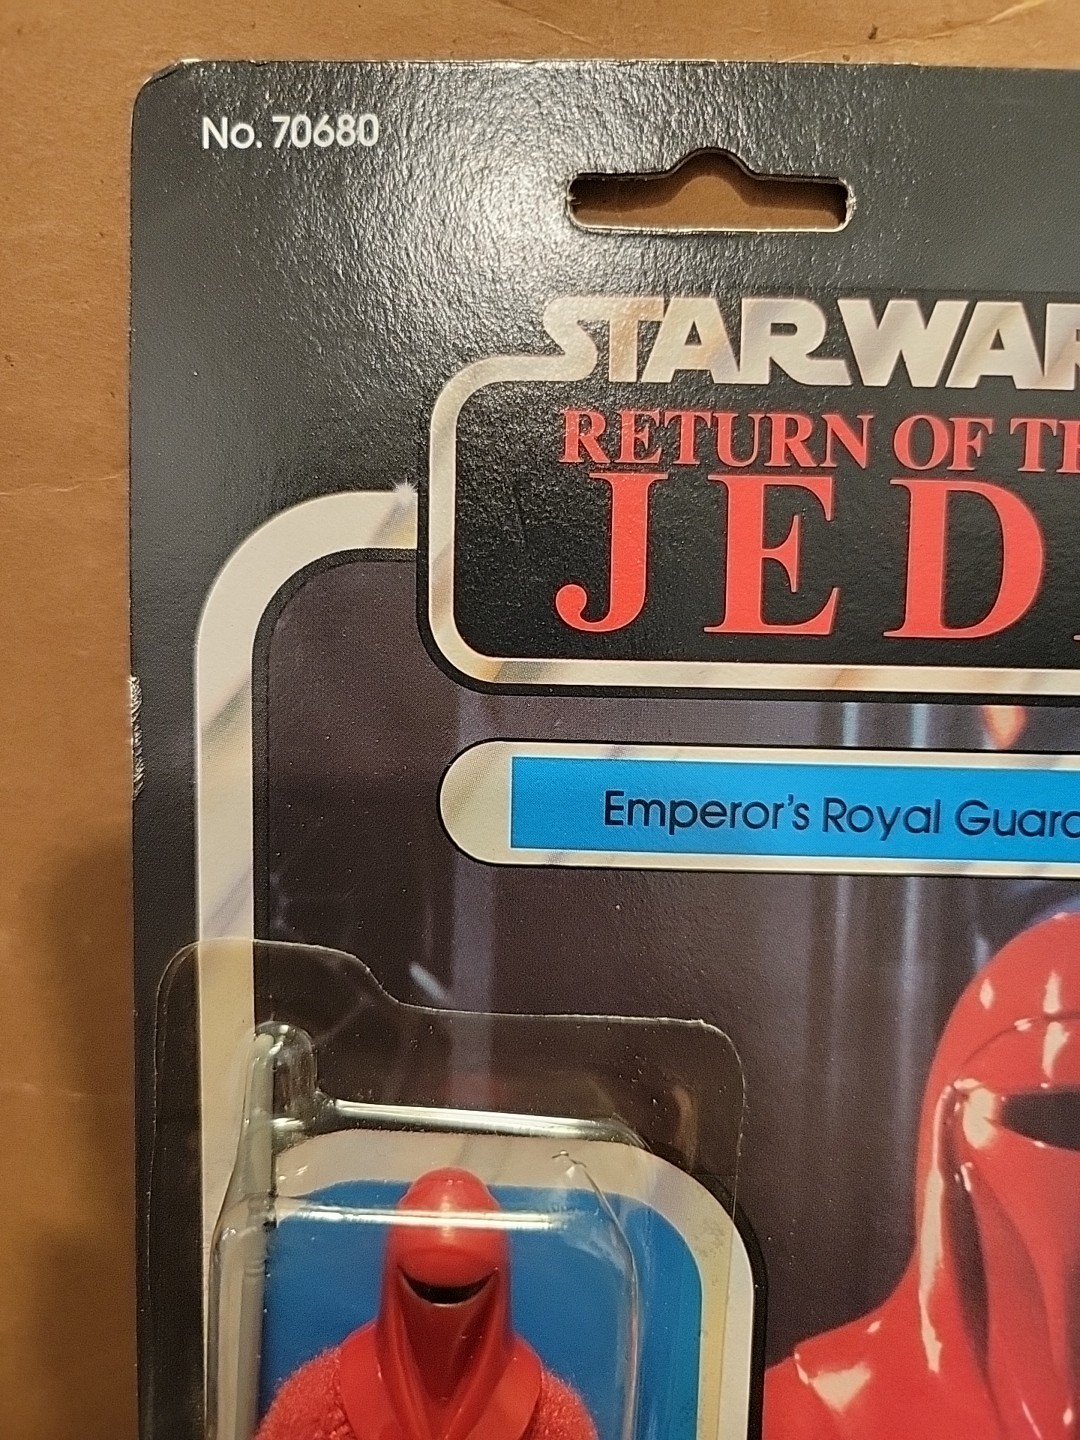 No. 70680
STAR WAR
RETURN OF TH
JED
Emperor's Royal Guard